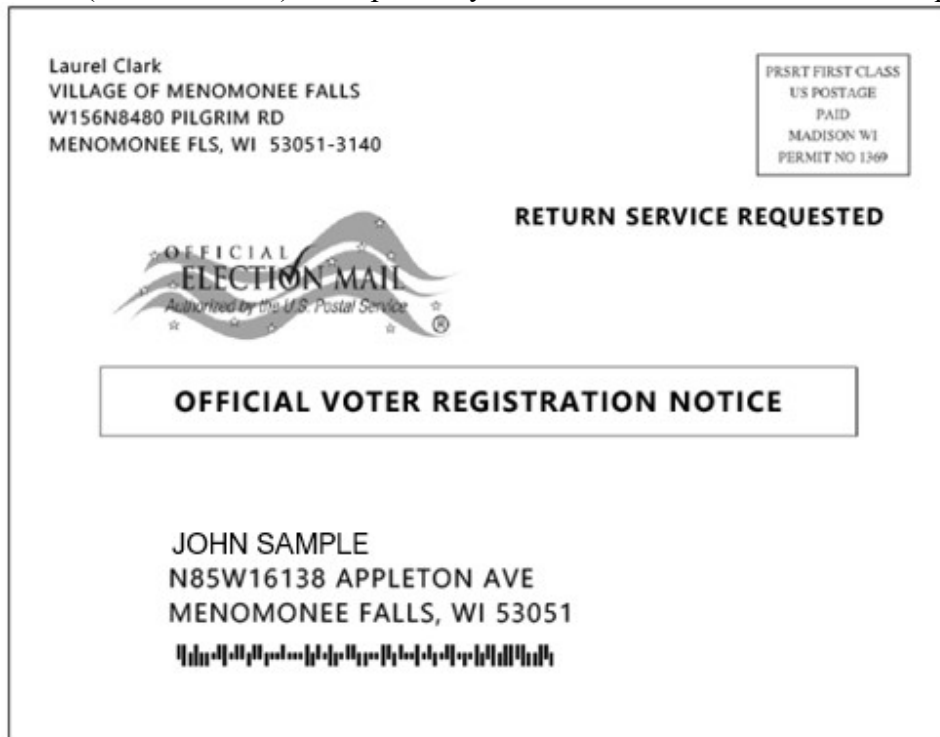 Laurel Clark
VILLAGE OF MENOMONEE FALLS
W156N8480 PILGRIM RD
MENOMONEE FLS, WI 53051-3140
PRSRT FIRST CLASS
US POSTAGE
PAID
MADISON WI
PERMIT NO 1369
RETURN SERVICE REQUESTED
OFFICIAL
ELECTION MAIL
Authorized by the U.S. Postal Service
®
OFFICIAL VOTER REGISTRATION NOTICE
JOHN SAMPLE
N85W16138 APPLETON AVE
MENOMONEE FALLS, WI 53051